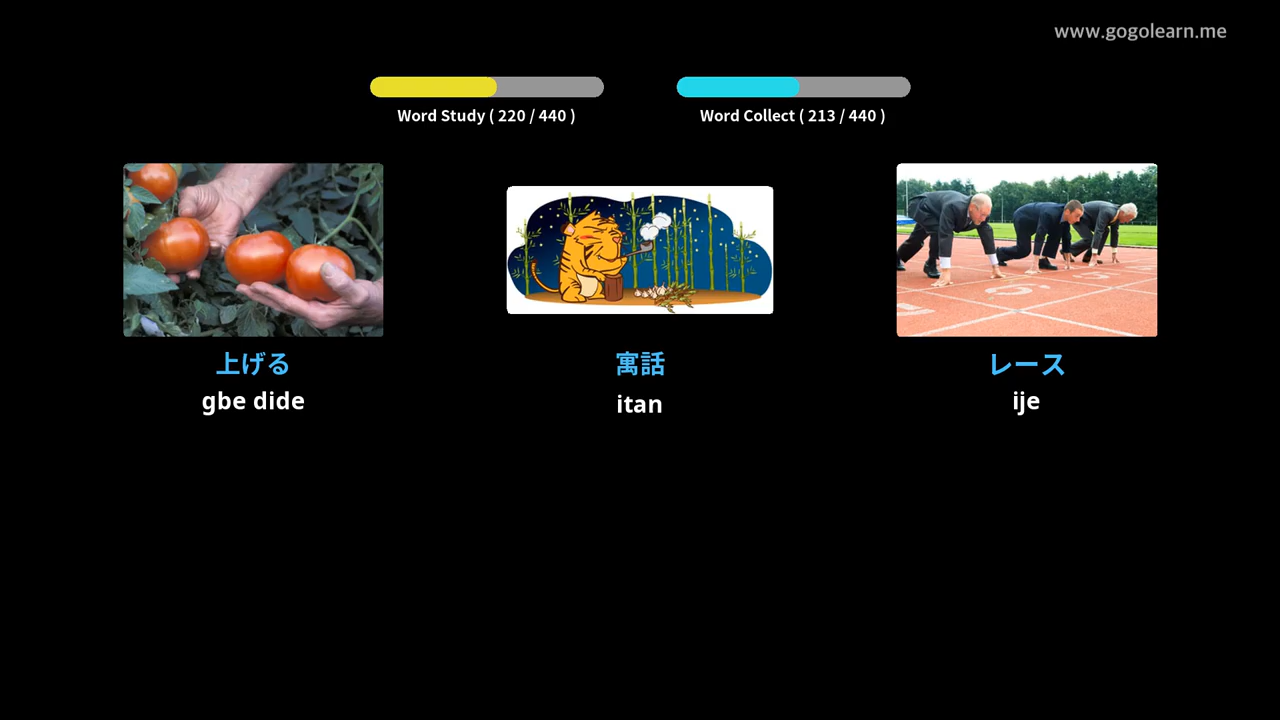 www.gogolearn.me
Word Study ( 220 / 440 )
Word Collect ( 213 / 440 )
上げる
gbe dide
寓話
itan
レース
ije